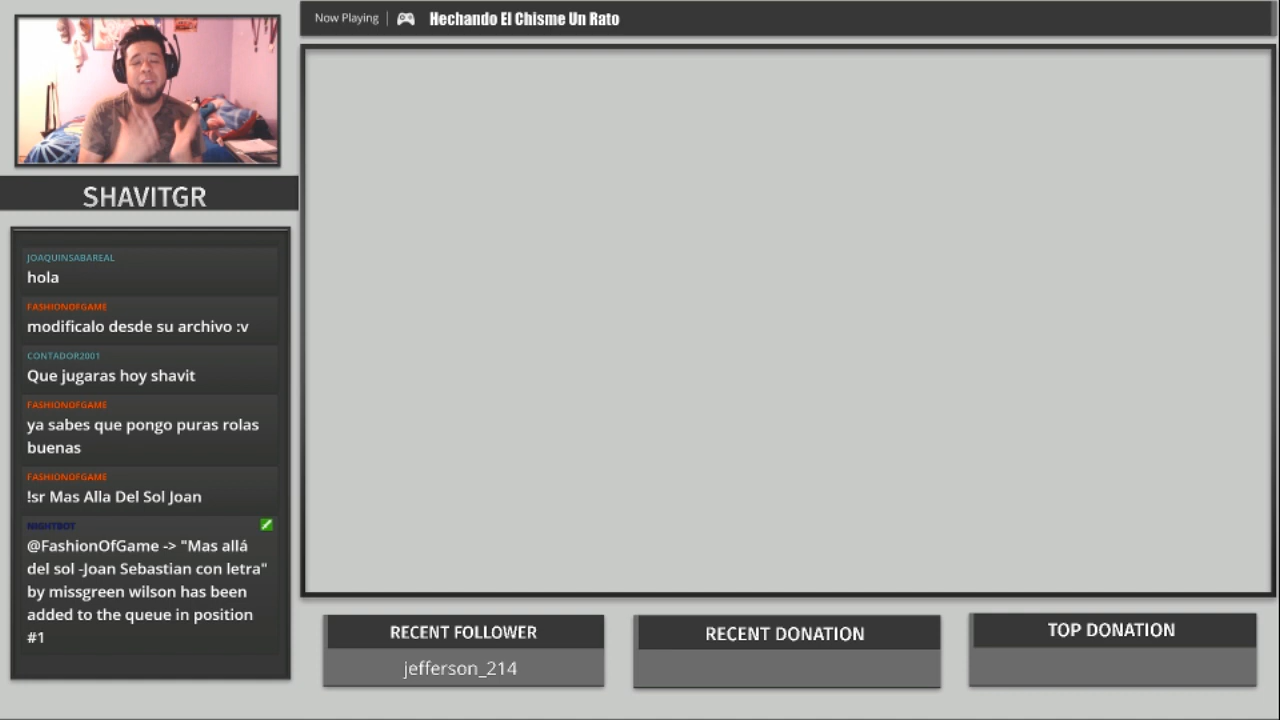 Now Playing
Hechando El Chisme Un Rato
SHAVITGR
JOAQUINSABAREAL
hola
FASHIONOFGAME
modificalo desde su archivo :v
CONTADOR2001
Que jugaras hoy shavit
FASHIONOFGAME
ya sabes que pongo puras rolas
buenas
FASHIONOFGAME
!sr Mas Alla Del Sol Joan
NIGHTBOT
@FashionOfGame -> "Mas allá
del sol -Joan Sebastian con letra"
by missgreen wilson has been
added to the queue in position
#1
RECENT FOLLOWER
jefferson_214
RECENT DONATION
TOP DONATION